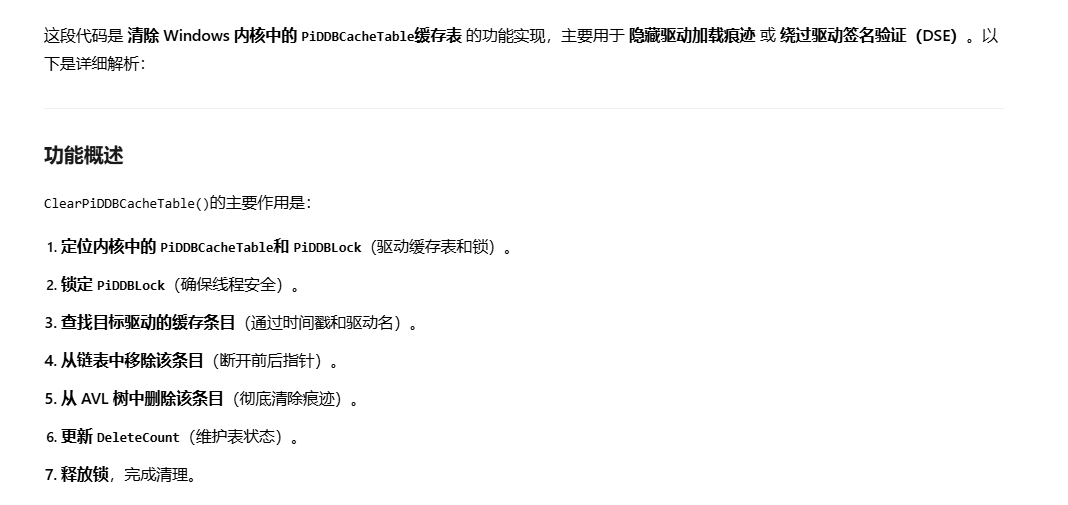 这段代码是 清除 Windows 内核中的 PiDDBCacheTable缓存表 的功能实现，主要用于 隐藏驱动加载痕迹 或 绕过驱动签名验证（DSE）。以
下是详细解析：
功能概述
ClearPiDDBCacheTable()的主要作用是：
1. 定位内核中的 PiDDBCacheTable和 PiDDBLock（驱动缓存表和锁）。
2. 锁定 PiDDBLock（确保线程安全）。
3. 查找目标驱动的缓存条目（通过时间戳和驱动名）。
4. 从链表中移除该条目（断开前后指针）。
5. 从 AVL 树中删除该条目（彻底清除痕迹）。
6. 更新 DeleteCount（维护表状态）。
7. 释放锁，完成清理。